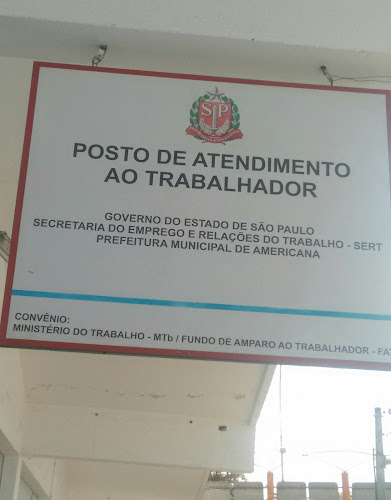 SP
POSTO DE ATENDIMENTO
AO TRABALHADOR
GOVERNO DO ESTADO DE SÃO PAULO
SECRETARIA DO EMPREGO E RELAÇÕES DO TRABALHO - SERT
PREFEITURA MUNICIPAL DE AMERICANA
CONVÊNIO:
MINISTÉRIO DO TRABALHO - MTb / FUNDO DE AMPARO AO TRABALHADOR - FAT